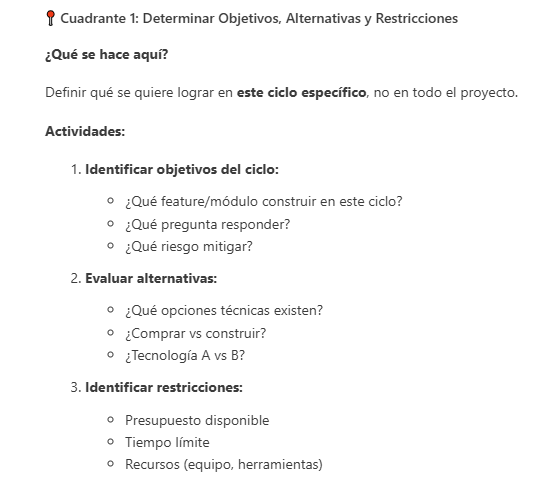 📍 Cuadrante 1: Determinar Objetivos, Alternativas y Restricciones
¿Qué se hace aquí?
Definir qué se quiere lograr en este ciclo específico, no en todo el proyecto.
Actividades:
1. Identificar objetivos del ciclo:
○ ¿Qué feature/módulo construir en este ciclo?
○ ¿Qué pregunta responder?
○ ¿Qué riesgo mitigar?
2. Evaluar alternativas:
○ ¿Qué opciones técnicas existen?
○ ¿Comprar vs construir?
○ ¿Tecnología A vs B?
3. Identificar restricciones:
○ Presupuesto disponible
○ Tiempo límite
○ Recursos (equipo, herramientas)